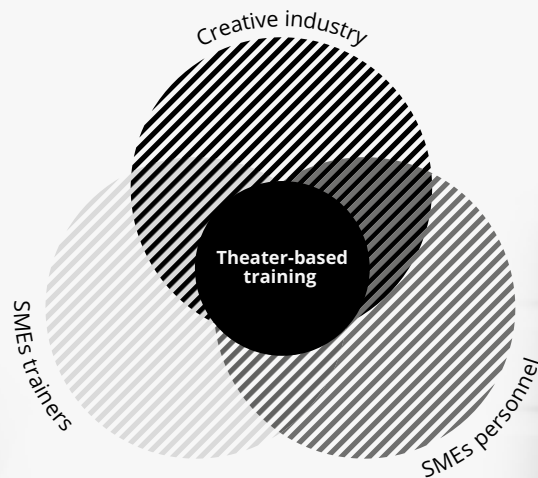 Creative industry
Theater-based
training
SMEs trainers
SMEs personnel